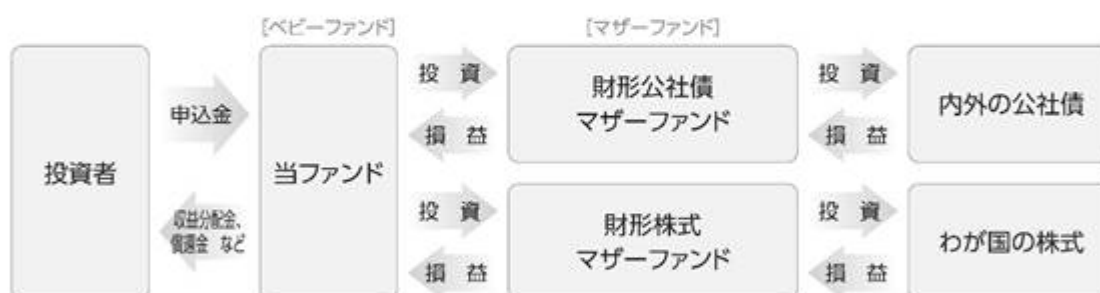 [ベビーファンド]
[マザーファンド]
投資者
申込金
収益分配金、
償還金 など
当ファンド
投 資
損 益
財形公社債
マザーファンド
投 資
損 益
内外の公社債
投 資
損 益
財形株式
マザーファンド
投 資
損 益
わが国の株式